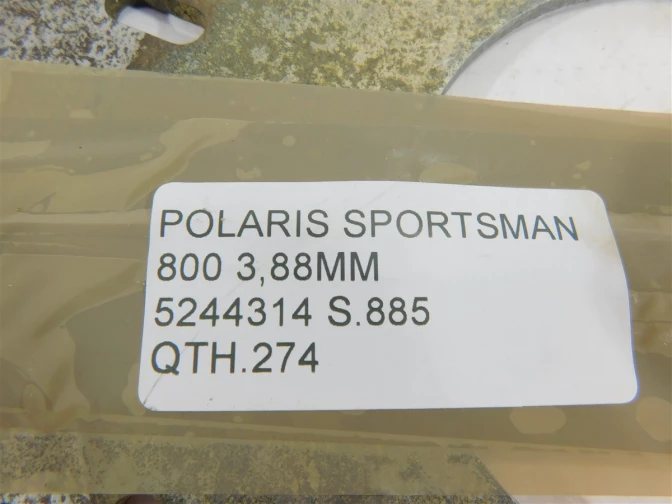 POLARIS SPORTSMAN
800 3,88MM
5244314 S.885
QTH.274